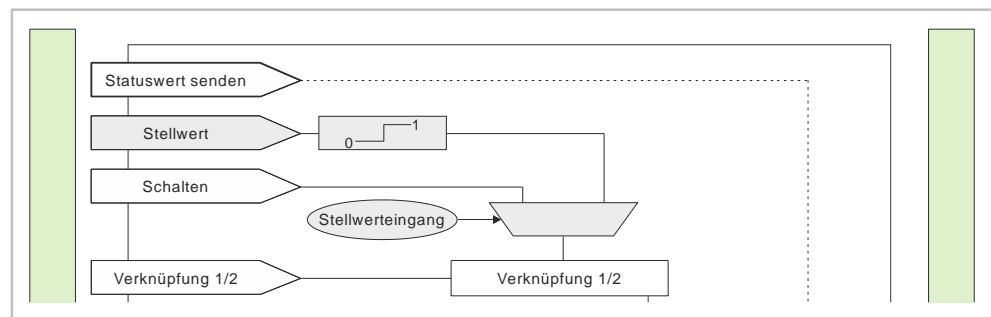 Statuswert senden
Stellwert
0 1
Schalten
Stellwerteingang
Verknüpfung 1/2 Verknüpfung 1/2